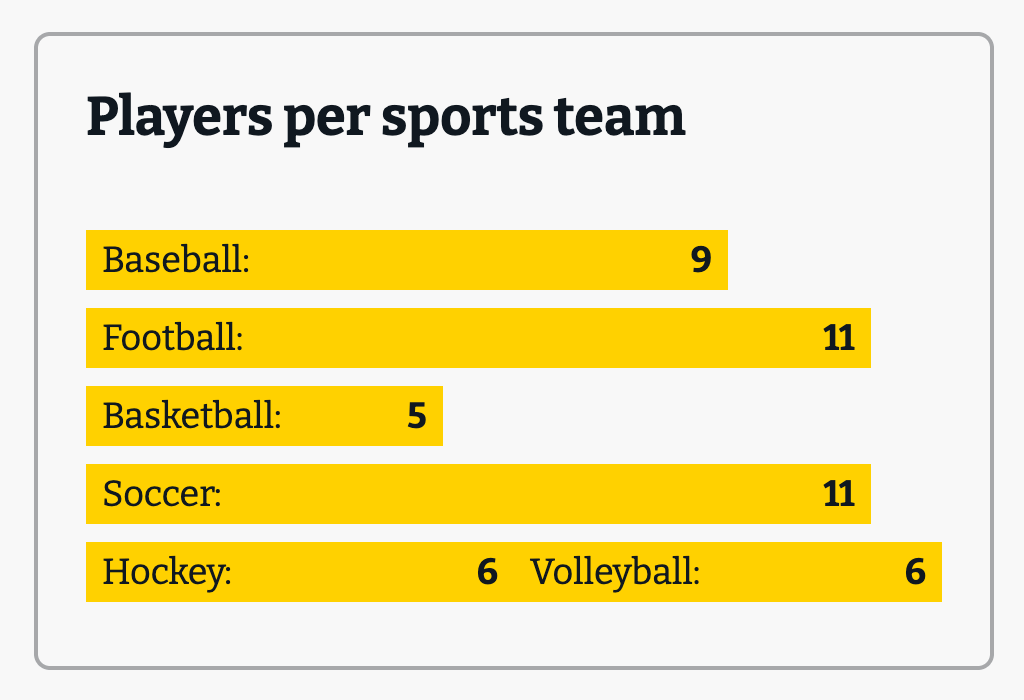 Players per sports team
Baseball: 9
Football: 11
Basketball: 5
Soccer: 11
Hockey: 6 Volleyball: 6